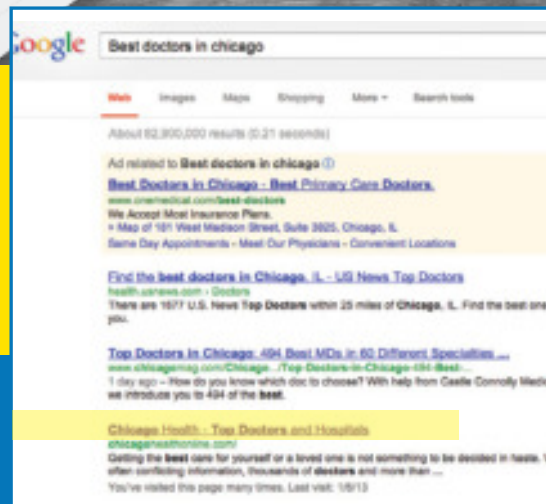 Google
Best doctors in chicago
Web Images Maps Shopping More Search tools
About 82,900,000 results (0.21 seconds)
Ad related to Best doctors in chicago
Best Doctors in Chicago - Best Primary Care Doctors.
www.onemedical.com/best-doctors
We Accept Most Insurance Plans.
Map of 181 West Madison Street, Suite 3825, Chicago, IL
Same Day Appointments - Meet Our Physicians - Convenient Locations
Find the best doctors in Chicago, IL - US News Top Doctors
health.usnews.com › Doctors
There are 1677 U.S. News Top Doctors within 25 miles of Chicago, IL. Find the best one
you.
Top Doctors in Chicago: 494 Best MDs in 60 Different Specialties ...
www.chicagomag.com/Chicago.../Top-Doctors-in-Chicago-494-Best-...
1 day ago – How do you know which doc to choose? With help from Castle Connolly
we introduce you to 494 of the best.
Chicago Health - Top Doctors and Hospitals
chicagohealthonline.com/
Getting the best care for yourself or a loved one is not something to be decided in haste.
often conflicting information, thousands of doctors and more than ...
You've visited this page many times. Last visit: 1/8/13